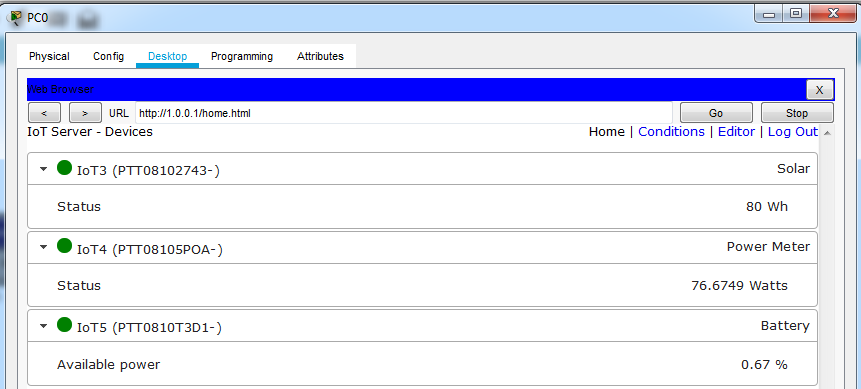 PC0
Physical Config Desktop Programming Attributes
Web Browser X
< > URL http://1.0.0.1/home.html Go Stop
IoT Server - Devices Home | Conditions | Editor | Log Out
IoT3 (PTT08102743-) Solar
Status 80 Wh
IoT4 (PTT08105POA-) Power Meter
Status 76.6749 Watts
IoT5 (PTT0810T3D1-) Battery
Available power 0.67 %